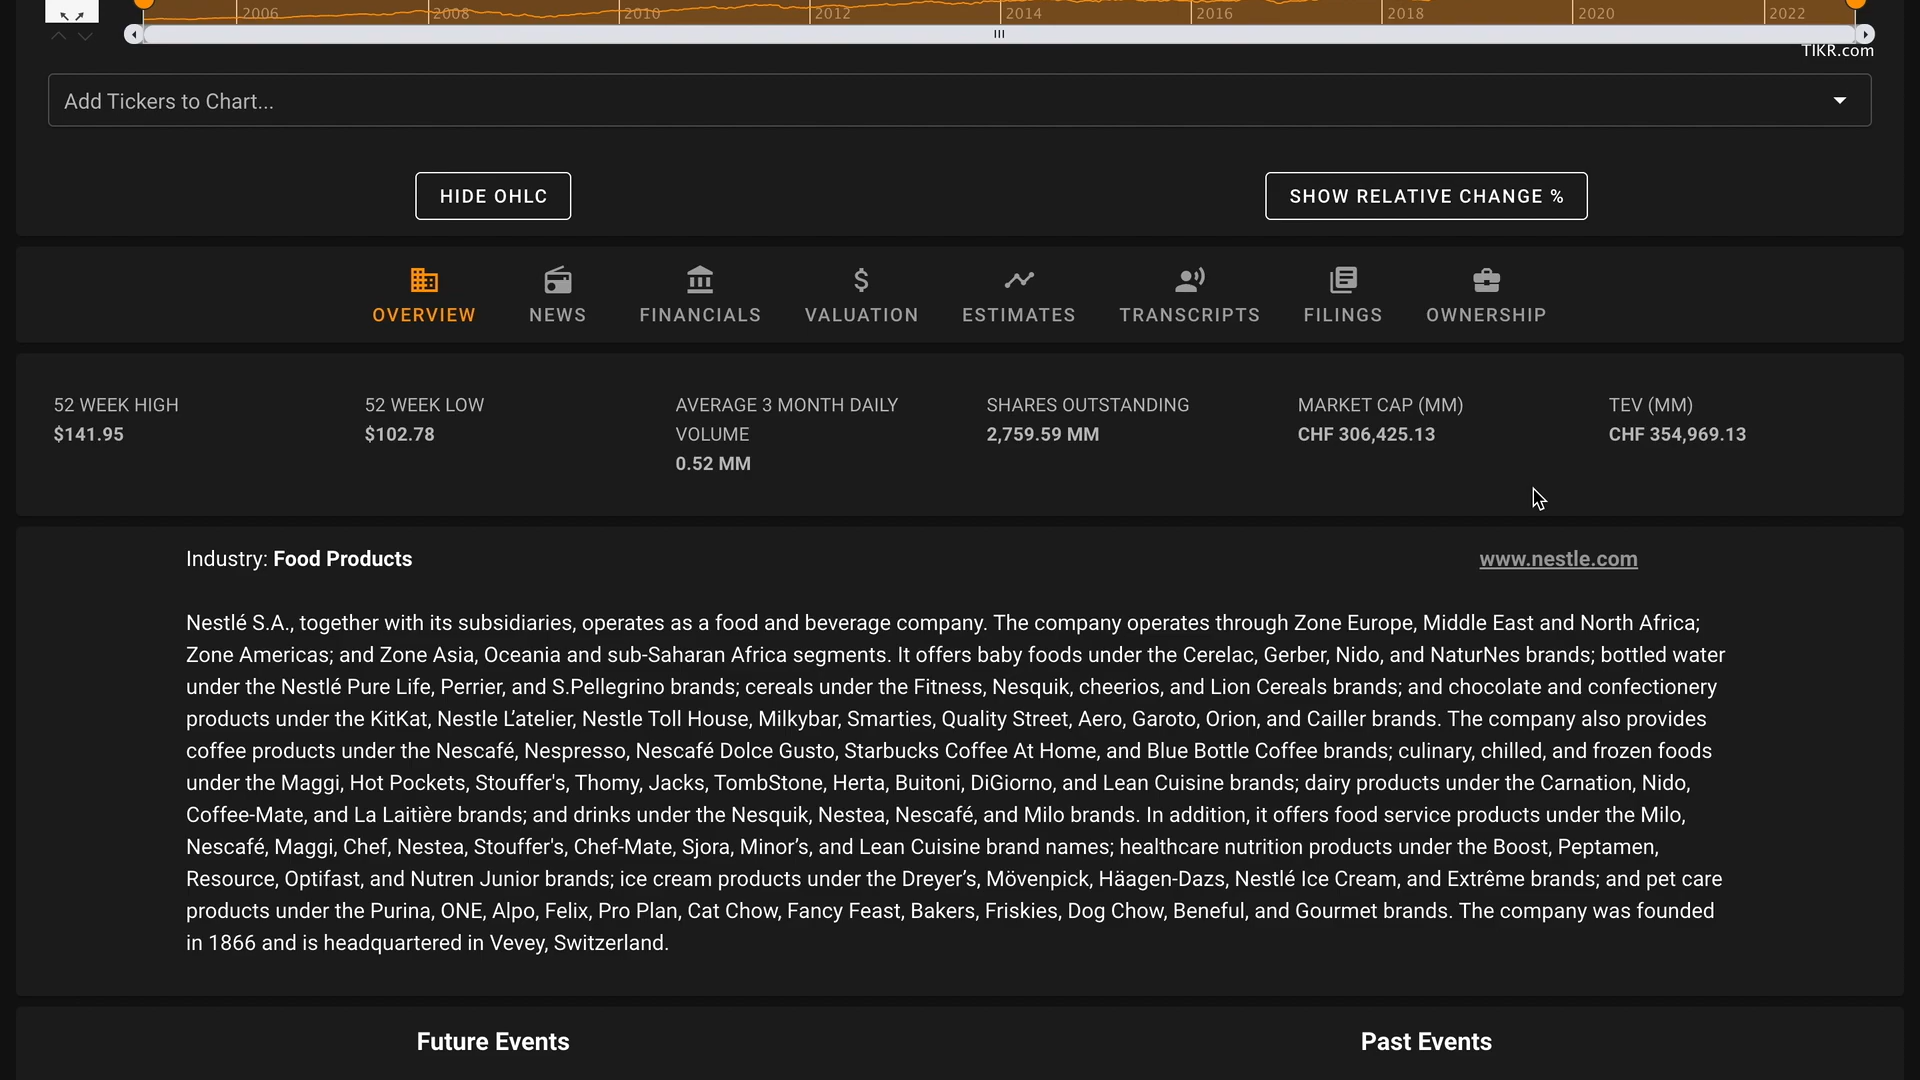 2006 2008 2010 2012 2014 2016 2018 2020 2022
TIKR.com
Add Tickers to Chart...
HIDE OHLC
SHOW RELATIVE CHANGE %
OVERVIEW NEWS FINANCIALS VALUATION ESTIMATES TRANSCRIPTS FILINGS OWNERSHIP
52 WEEK HIGH
$141.95
52 WEEK LOW
$102.78
AVERAGE 3 MONTH DAILY
VOLUME
0.52 MM
SHARES OUTSTANDING
2,759.59 MM
MARKET CAP (MM)
CHF 306,425.13
TEV (MM)
CHF 354,969.13
Industry: Food Products
www.nestle.com
Nestlé S.A., together with its subsidiaries, operates as a food and beverage company. The company operates through Zone Europe, Middle East and North Africa;
Zone Americas; and Zone Asia, Oceania and sub-Saharan Africa segments. It offers baby foods under the Cerelac, Gerber, Nido, and NaturNes brands; bottled water
under the Nestlé Pure Life, Perrier, and S.Pellegrino brands; cereals under the Fitness, Nesquik, cheerios, and Lion Cereals brands; and chocolate and confectionery
products under the KitKat, Nestle L’atelier, Nestle Toll House, Milkybar, Smarties, Quality Street, Aero, Garoto, Orion, and Cailler brands. The company also provides
coffee products under the Nescafé, Nespresso, Nescafé Dolce Gusto, Starbucks Coffee At Home, and Blue Bottle Coffee brands; culinary, chilled, and frozen foods
under the Maggi, Hot Pockets, Stouffer's, Thomy, Jacks, TombStone, Herta, Buitoni, DiGiorno, and Lean Cuisine brands; dairy products under the Carnation, Nido,
Coffee-Mate, and La Laitière brands; and drinks under the Nesquik, Nestea, Nescafé, and Milo brands. In addition, it offers food service products under the Milo,
Nescafé, Maggi, Chef, Nestea, Stouffer's, Chef-Mate, Sjora, Minor’s, and Lean Cuisine brand names; healthcare nutrition products under the Boost, Peptamen,
Resource, Optifast, and Nutren Junior brands; ice cream products under the Dreyer’s, Mövenpick, Häagen-Dazs, Nestlé Ice Cream, and Extrême brands; and pet care
products under the Purina, ONE, Alpo, Felix, Pro Plan, Cat Chow, Fancy Feast, Bakers, Friskies, Dog Chow, Beneful, and Gourmet brands. The company was founded
in 1866 and is headquartered in Vevey, Switzerland.
Future Events
Past Events